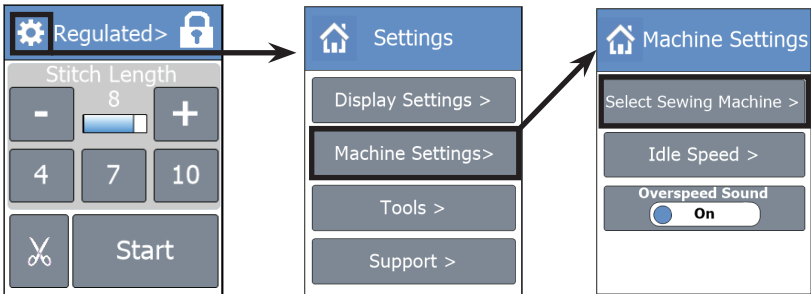 Regulated>
Stitch Length
8
-
+
4
7
10
Start
Settings
Display Settings >
Machine Settings>
Tools >
Support >
Machine Settings
Select Sewing Machine >
Idle Speed >
Overspeed Sound
On